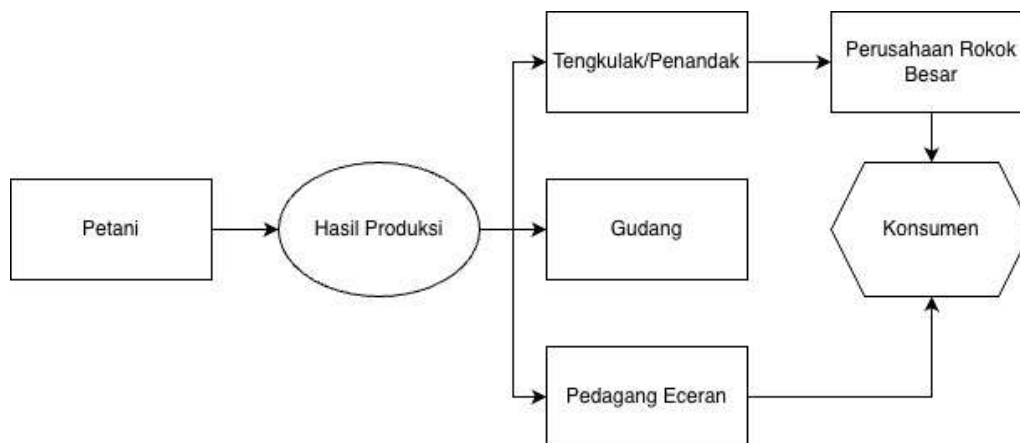 Petani
Hasil Produksi
Tengkulak/Penandak
Gudang
Pedagang Eceran
Perusahaan Rokok
Besar
Konsumen